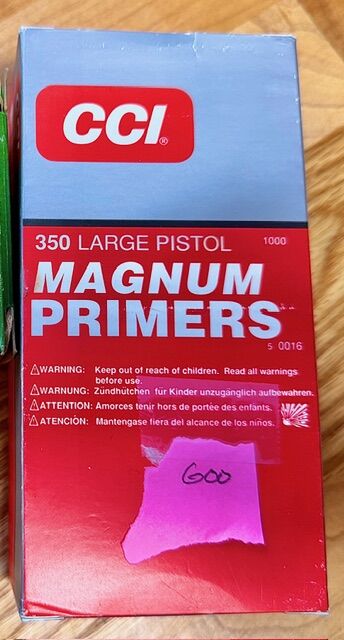 CCI®
350 LARGE PISTOL 1000
MAGNUM
PRIMERS
5 0016
⚠WARNING: Keep out of reach of children. Read all warnings
before use.
⚠WARNUNG: Zündhütchen für Kinder unzugänglich aufbewahren.
⚠ATTENTION: Amorces tenir hors de portée des enfants.
⚠ATENCIÓN: Mantengase fiera del alcance de los niños.
600